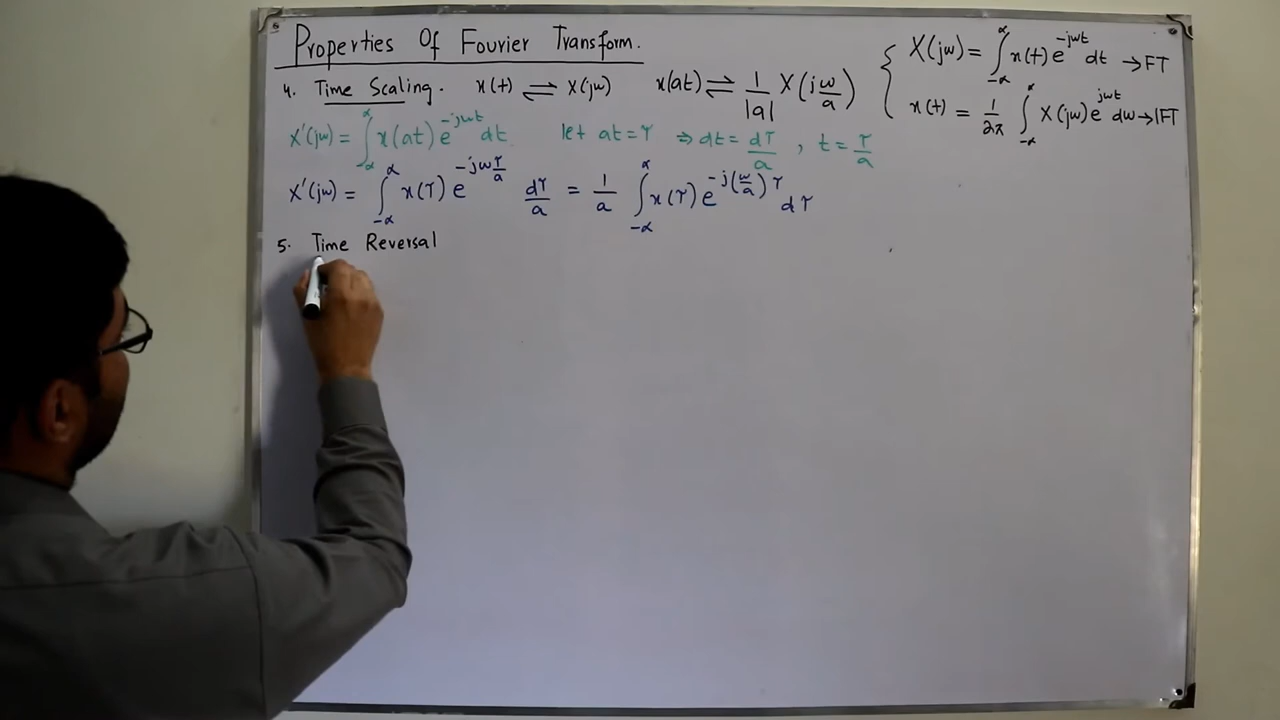 Properties Of Fourier Transform.
X(jω) = ∫_{-∝}^{∝} x(t) e^{-jωt} dt → FT
x(t) = 1/2π ∫_{-∝}^{∝} X(jω) e^{jωt} dω → IFT
4. Time Scaling. x(t) ⇌ X(jω) x(at) ⇌ 1/|a| X(j ω/a)
X'(jω) = ∫_{-∝}^{∝} x(at) e^{-jωt} dt let at = τ ⇒ dt = dτ/a , t = τ/a
X'(jω) = ∫_{-∝}^{∝} x(τ) e^{-jω τ/a} dτ/a = 1/a ∫_{-∝}^{∝} x(τ) e^{-j(ω/a)τ} dτ
5. Time Reversal